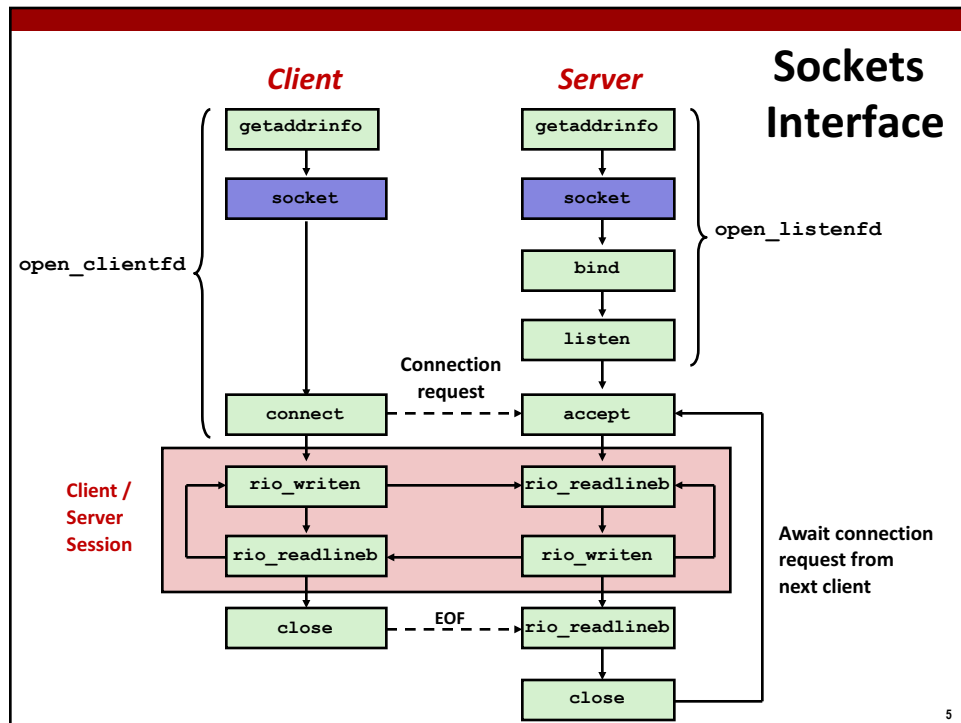 Sockets
Interface
Client
Server
getaddrinfo
getaddrinfo
socket
socket
open_clientfd
open_listenfd
bind
listen
Connection
request
connect
accept
Client /
Server
Session
rio_writen
rio_readlineb
rio_readlineb
rio_writen
Await connection
request from
next client
close
EOF
rio_readlineb
close
5